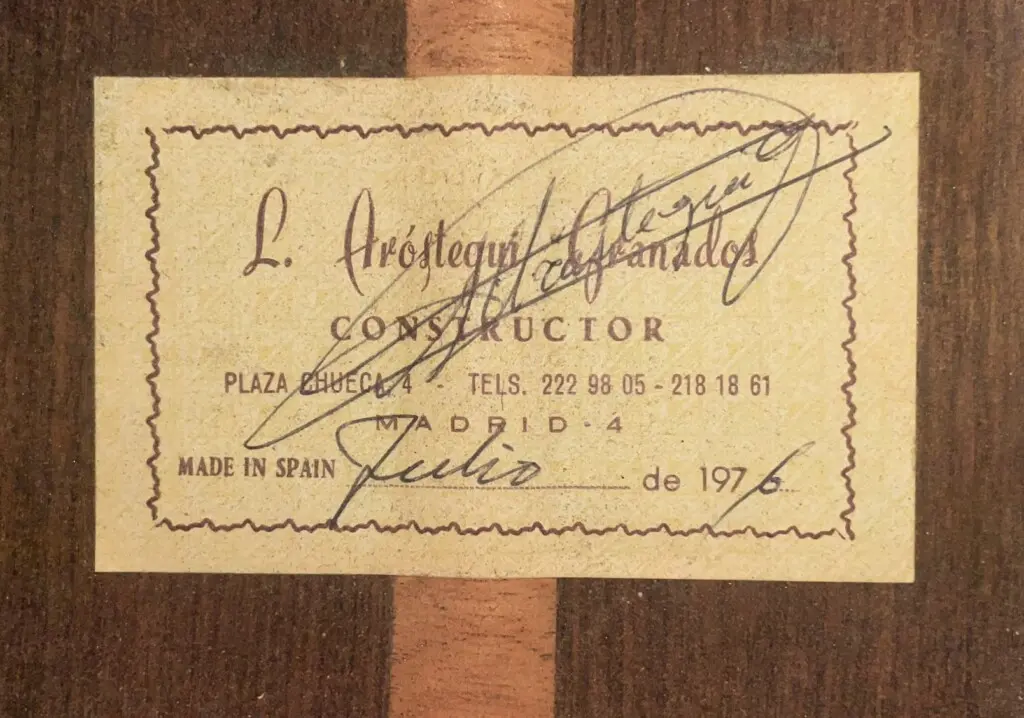 L. Aróstegui Granados
Aróstegui
CONSTRUCTOR
PLAZA CHUECA, 4 - TELS. 222 98 05 - 218 18 61
MADRID - 4
MADE IN SPAIN Julio de 1976